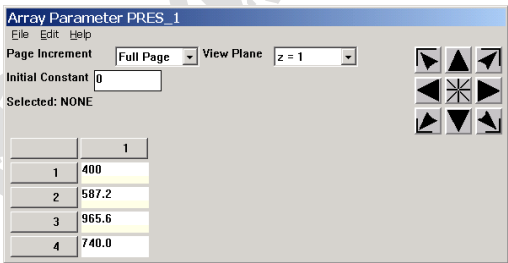 Array Parameter PRES_1
File Edit Help
Page Increment Full Page View Plane z = 1
Initial Constant 0
Selected: NONE
1
1 400
2 587.2
3 965.6
4 740.0